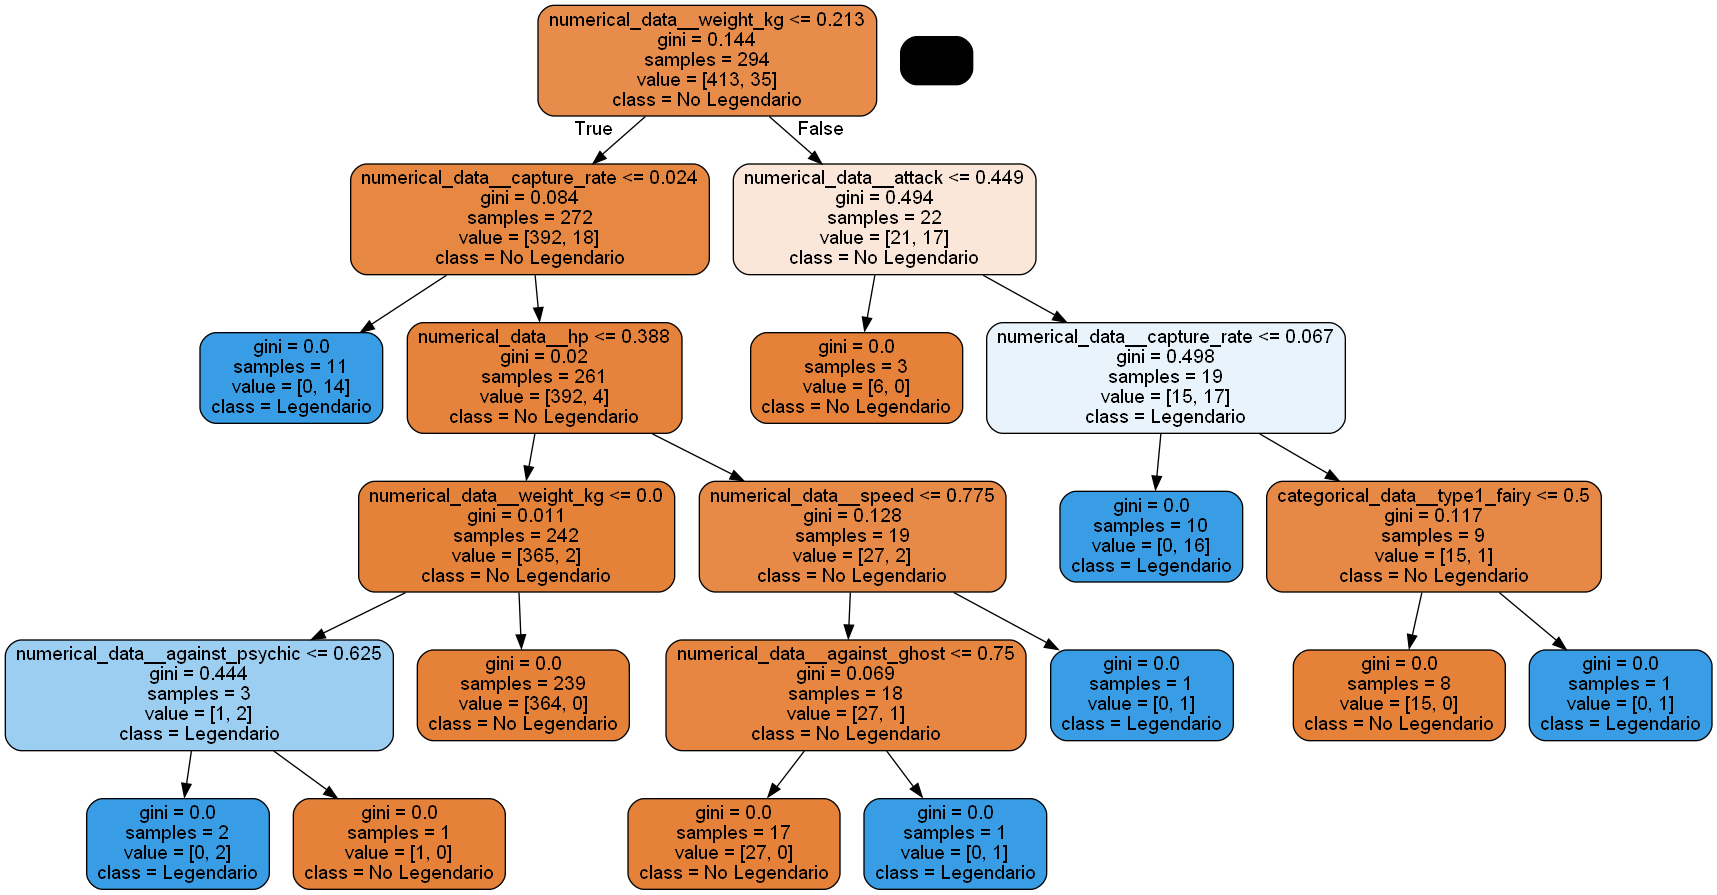 numerical_data__weight_kg <= 0.213
gini = 0.144
samples = 294
value = [413, 35]
class = No Legendario
True
False
numerical_data__capture_rate <= 0.024
gini = 0.084
samples = 272
value = [392, 18]
class = No Legendario
numerical_data__attack <= 0.449
gini = 0.494
samples = 22
value = [21, 17]
class = No Legendario
gini = 0.0
samples = 11
value = [0, 14]
class = Legendario
numerical_data__hp <= 0.388
gini = 0.02
samples = 261
value = [392, 4]
class = No Legendario
gini = 0.0
samples = 3
value = [6, 0]
class = No Legendario
numerical_data__capture_rate <= 0.067
gini = 0.498
samples = 19
value = [15, 17]
class = Legendario
numerical_data__weight_kg <= 0.0
gini = 0.011
samples = 242
value = [365, 2]
class = No Legendario
numerical_data__speed <= 0.775
gini = 0.128
samples = 19
value = [27, 2]
class = No Legendario
gini = 0.0
samples = 10
value = [0, 16]
class = Legendario
categorical_data__type1_fairy <= 0.5
gini = 0.117
samples = 9
value = [15, 1]
class = No Legendario
numerical_data__against_psychic <= 0.625
gini = 0.444
samples = 3
value = [1, 2]
class = Legendario
gini = 0.0
samples = 239
value = [364, 0]
class = No Legendario
numerical_data__against_ghost <= 0.75
gini = 0.069
samples = 18
value = [27, 1]
class = No Legendario
gini = 0.0
samples = 1
value = [0, 1]
class = Legendario
gini = 0.0
samples = 8
value = [15, 0]
class = No Legendario
gini = 0.0
samples = 1
value = [0, 1]
class = Legendario
gini = 0.0
samples = 2
value = [0, 2]
class = Legendario
gini = 0.0
samples = 1
value = [1, 0]
class = No Legendario
gini = 0.0
samples = 17
value = [27, 0]
class = No Legendario
gini = 0.0
samples = 1
value = [0, 1]
class = Legendario